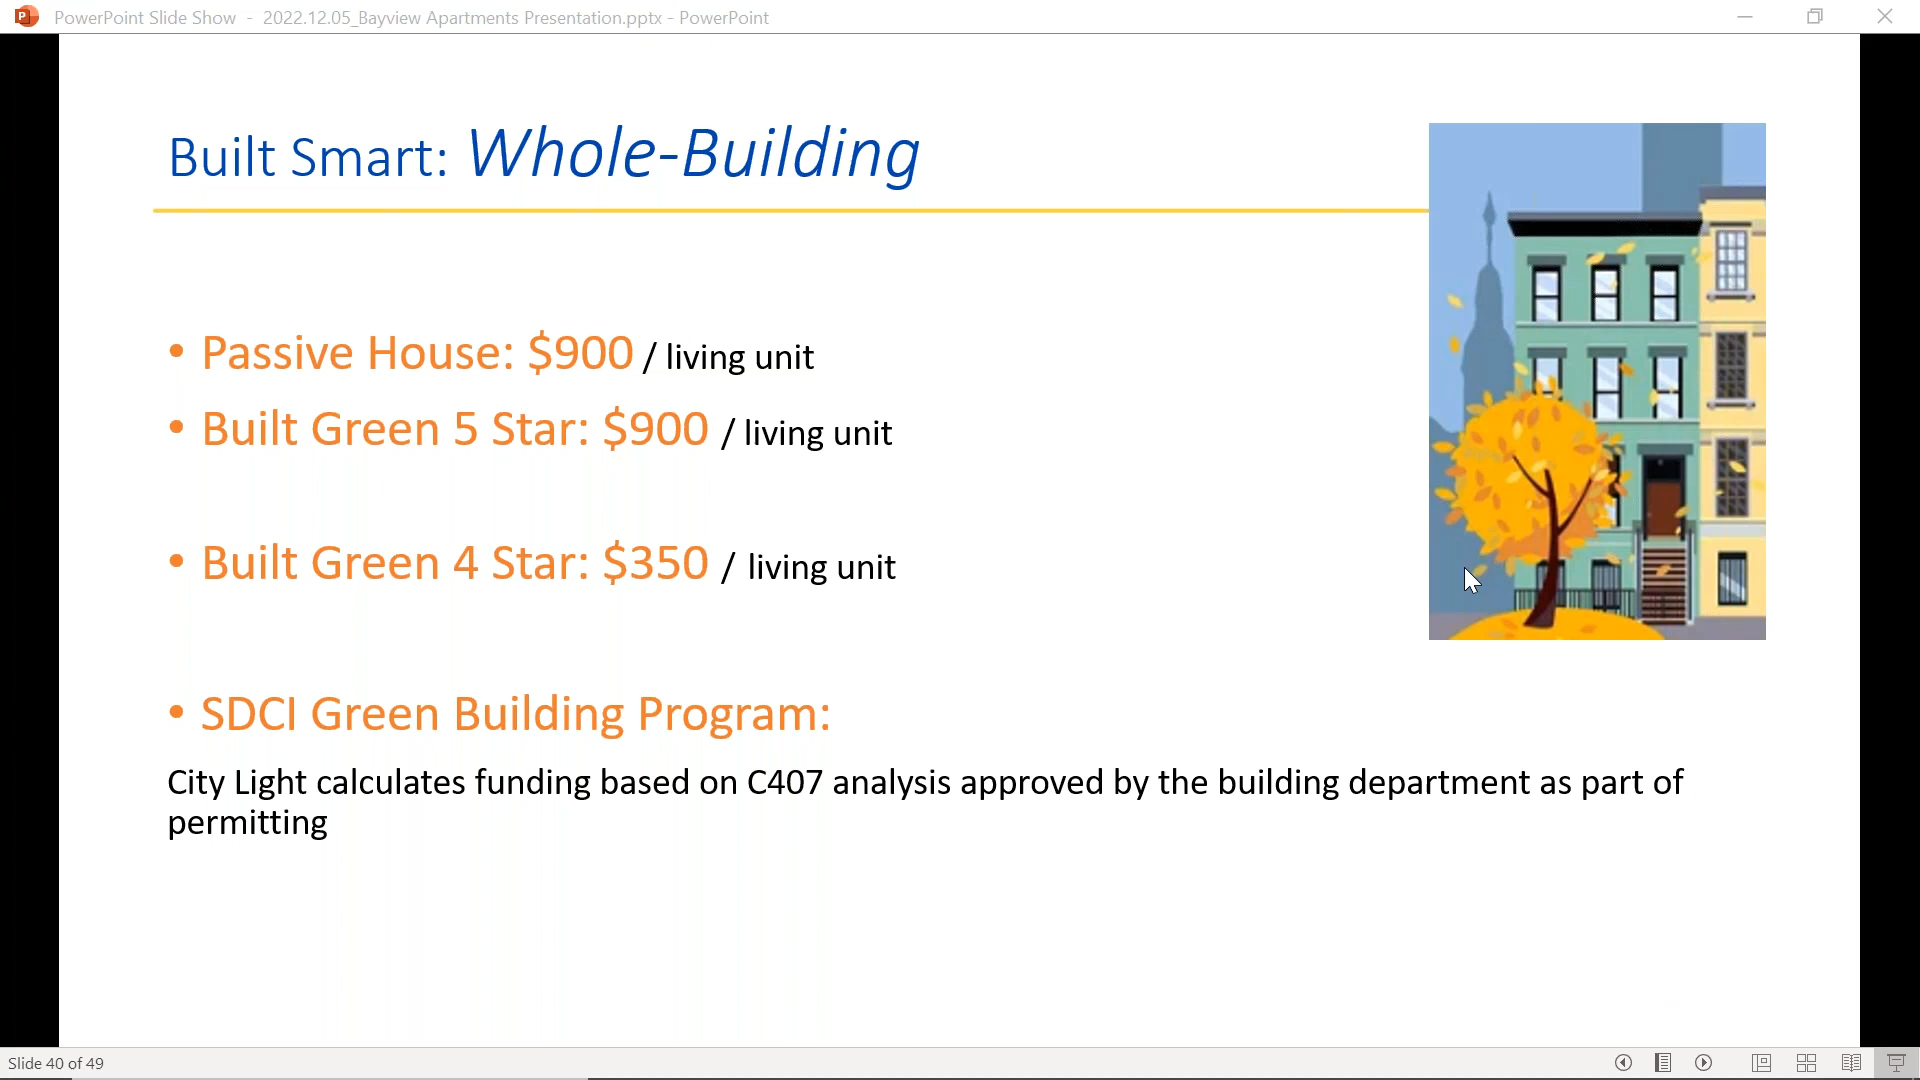 PowerPoint Slide Show - 2022.12.05_Bayview Apartments Presentation.pptx - PowerPoint
Built Smart: Whole-Building
• Passive House: $900 / living unit
• Built Green 5 Star: $900 / living unit
• Built Green 4 Star: $350 / living unit
• SDCI Green Building Program:
City Light calculates funding based on C407 analysis approved by the building department as part of
permitting
Slide 40 of 49